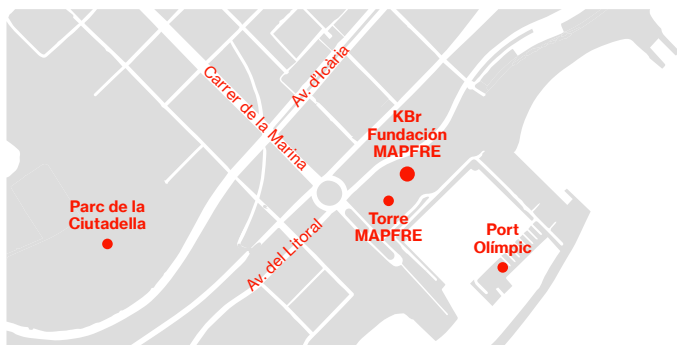 Carrer de la Marina
Av. d'Icària
KBr
Fundación
MAPFRE
Parc de la
Ciutadella
Torre
MAPFRE
Port
Olímpic
Av. del Litoral